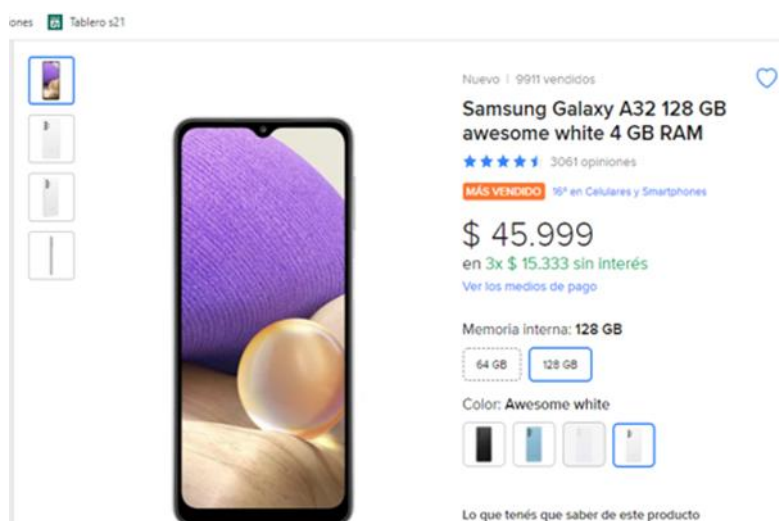 ones Tablero s21
Nuevo | 9911 vendidos
Samsung Galaxy A32 128 GB
awesome white 4 GB RAM
3061 opiniones
MÁS VENDIDO 16º en Celulares y Smartphones
$ 45.999
en 3x $ 15.333 sin interés
Ver los medios de pago
Memoria interna: 128 GB
64 GB 128 GB
Color: Awesome white
Lo que tenés que saber de este producto